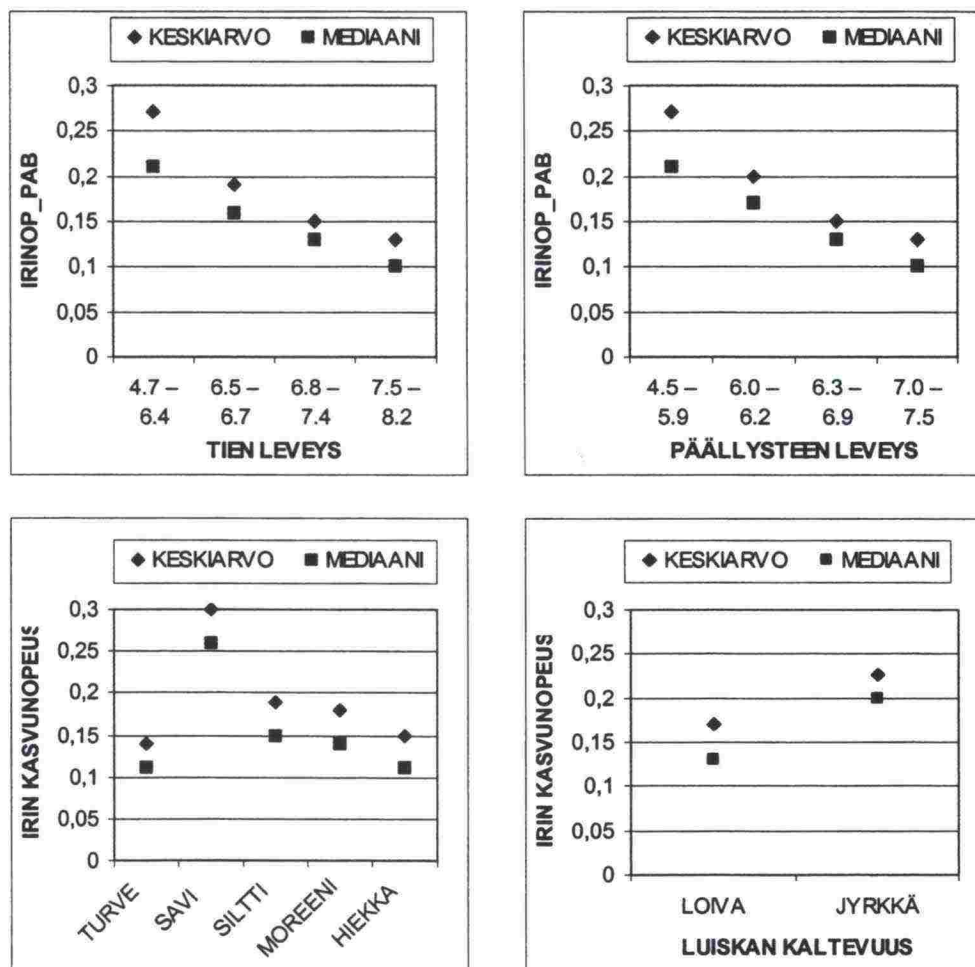 ◆ KESKIARVO ■ MEDIAANI
IRINOP_PAB
0,3
0,25
0,2
0,15
0,1
0,05
0
4.7 – 6.5 – 6.8 – 7.5 –
6.4 6.7 7.4 8.2
TIEN LEVEYS
◆ KESKIARVO ■ MEDIAANI
IRINOP_PAB
0,3
0,25
0,2
0,15
0,1
0,05
0
4.5 – 6.0 – 6.3 – 7.0 –
5.9 6.2 6.9 7.5
PÄÄLLYSTEEN LEVEYS
◆ KESKIARVO ■ MEDIAANI
IRIN KASVUNOPEUS
0,3
0,25
0,2
0,15
0,1
0,05
0
TURVE
SAVI
SILTTI
MOREENI
HIEKKA
◆ KESKIARVO ■ MEDIAANI
IRIN KASVUNOPEUS
0,3
0,25
0,2
0,15
0,1
0,05
0
LOIVA JYRKKÄ
LUISKAN KALTEVUUS